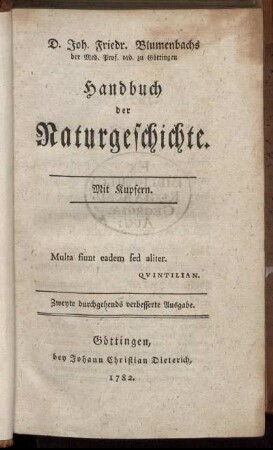 D. Joh. Friedr. Blumenbachs
der Med. Prof. ord. zu Göttingen
Handbuch
der
Naturgeschichte.
Mit Kupfern.
Multa fiunt eadem sed aliter.
QVINTILIAN.
Zweyte durchgehends verbesserte Ausgabe.
Göttingen,
bey Johann Christian Dieterich,
1782.